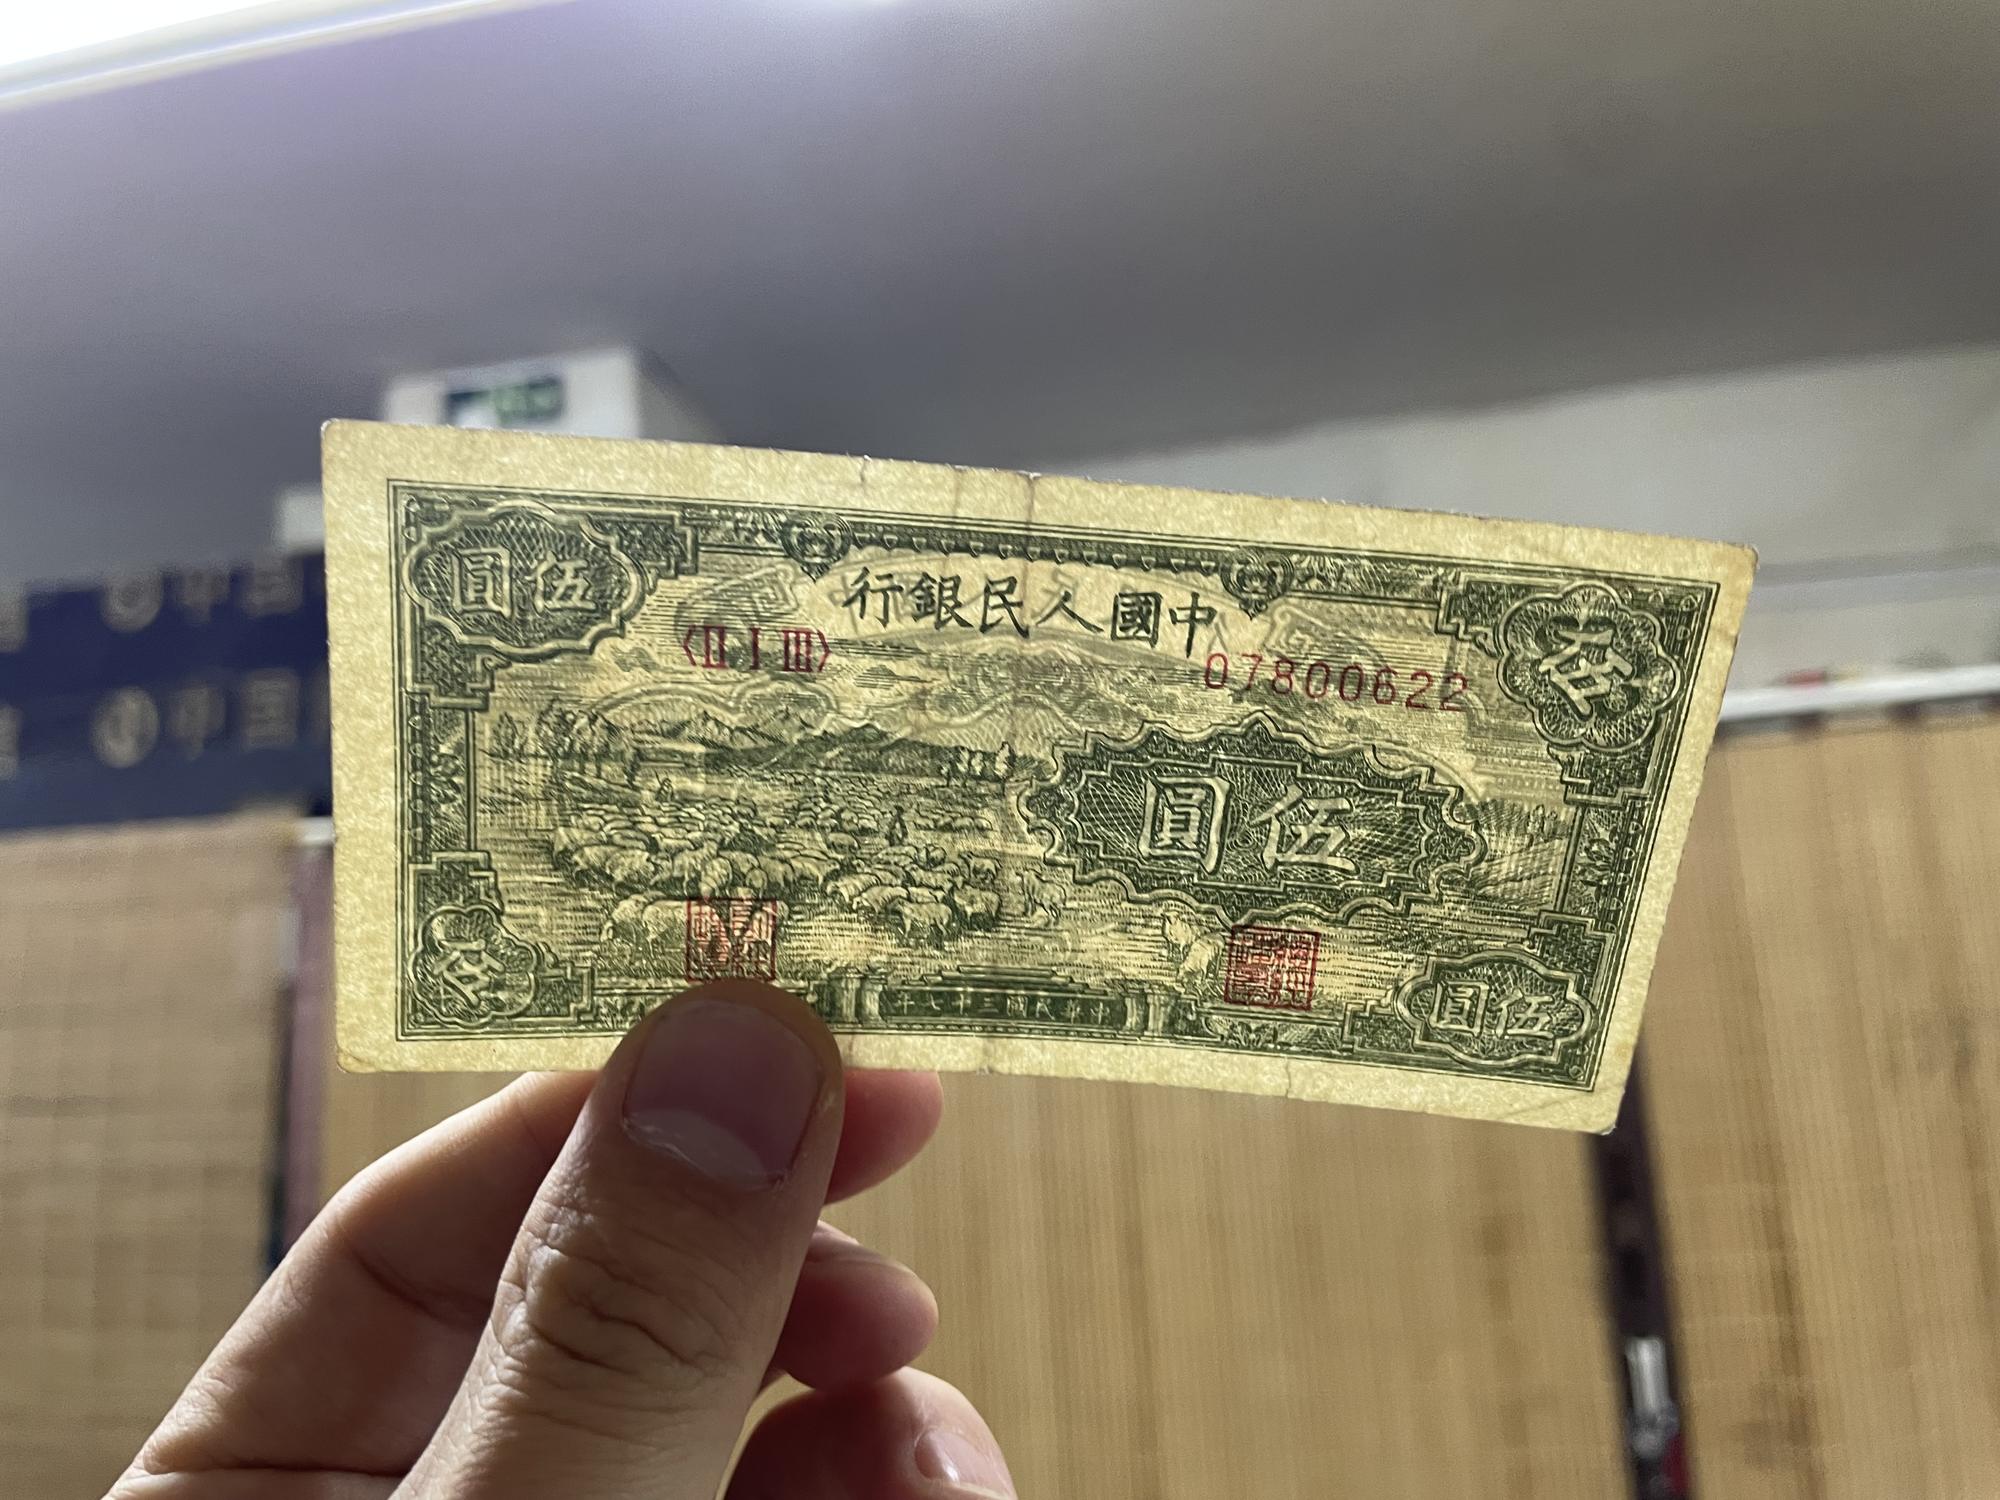 伍圓
中國人民銀行
伍
〈Ⅱ Ⅰ Ⅲ〉
07800622
伍圓
伍
中華民國三十七年
伍圓